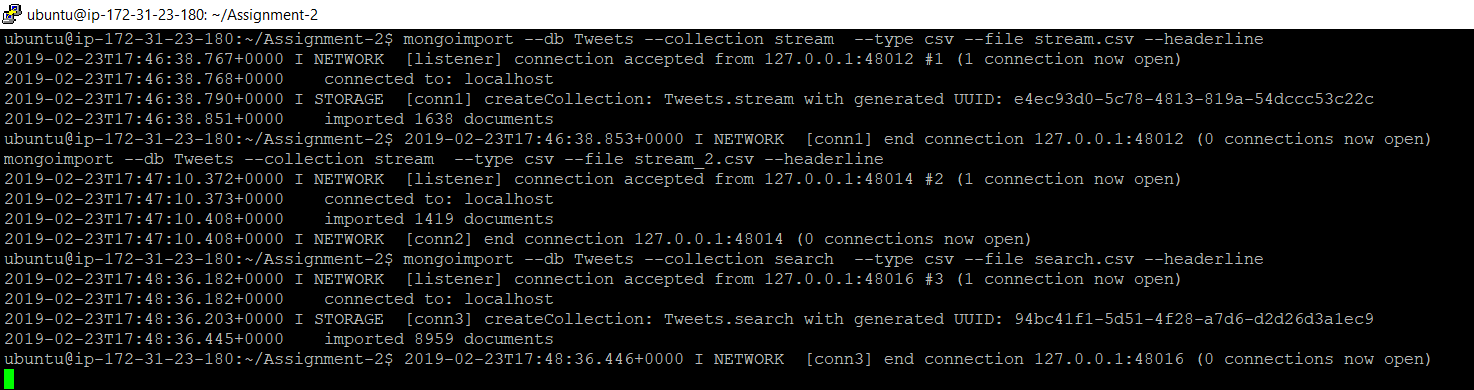 ubuntu@ip-172-31-23-180: ~/Assignment-2
ubuntu@ip-172-31-23-180:~/Assignment-2$ mongoimport --db Tweets --collection stream  --type csv --file stream.csv --headerline
2019-02-23T17:46:38.767+0000 I NETWORK  [listener] connection accepted from 127.0.0.1:48012 #1 (1 connection now open)
2019-02-23T17:46:38.768+0000    connected to: localhost
2019-02-23T17:46:38.790+0000 I STORAGE  [conn1] createCollection: Tweets.stream with generated UUID: e4ec93d0-5c78-4813-819a-54dccc53c22c
2019-02-23T17:46:38.851+0000    imported 1638 documents
ubuntu@ip-172-31-23-180:~/Assignment-2$ 2019-02-23T17:46:38.853+0000 I NETWORK  [conn1] end connection 127.0.0.1:48012 (0 connections now open)
mongoimport --db Tweets --collection stream  --type csv --file stream_2.csv --headerline
2019-02-23T17:47:10.372+0000 I NETWORK  [listener] connection accepted from 127.0.0.1:48014 #2 (1 connection now open)
2019-02-23T17:47:10.373+0000    connected to: localhost
2019-02-23T17:47:10.408+0000    imported 1419 documents
2019-02-23T17:47:10.408+0000 I NETWORK  [conn2] end connection 127.0.0.1:48014 (0 connections now open)
ubuntu@ip-172-31-23-180:~/Assignment-2$ mongoimport --db Tweets --collection search  --type csv --file search.csv --headerline
2019-02-23T17:48:36.182+0000 I NETWORK  [listener] connection accepted from 127.0.0.1:48016 #3 (1 connection now open)
2019-02-23T17:48:36.182+0000    connected to: localhost
2019-02-23T17:48:36.203+0000 I STORAGE  [conn3] createCollection: Tweets.search with generated UUID: 94bc41f1-5d51-4f28-a7d6-d2d26d3a1ec9
2019-02-23T17:48:36.445+0000    imported 8959 documents
ubuntu@ip-172-31-23-180:~/Assignment-2$ 2019-02-23T17:48:36.446+0000 I NETWORK  [conn3] end connection 127.0.0.1:48016 (0 connections now open)